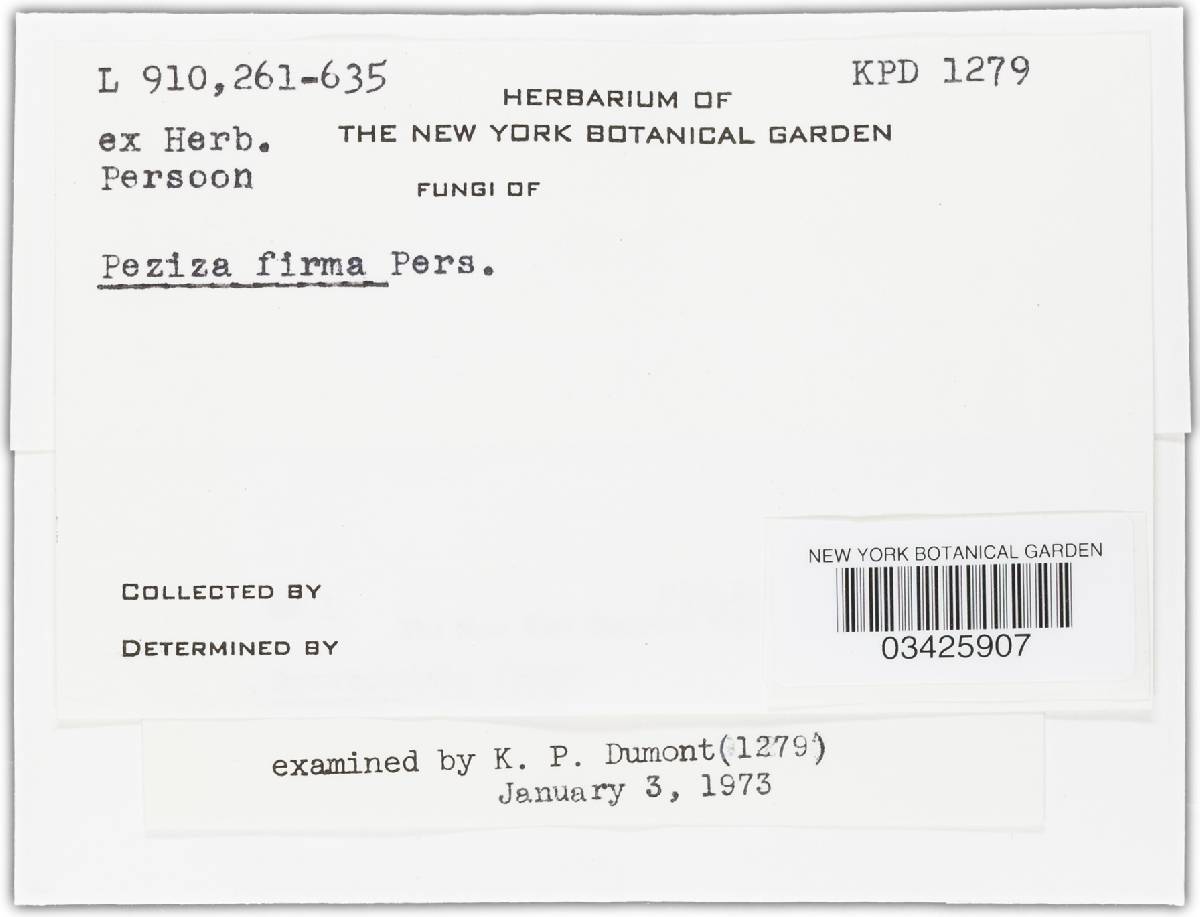 L 910,261-635
KPD 1279
HERBARIUM OF
THE NEW YORK BOTANICAL GARDEN
ex Herb.
Persoon
FUNGI OF
Peziza firma Pers.
COLLECTED BY
DETERMINED BY
NEW YORK BOTANICAL GARDEN
03425907
examined by K. P. Dumont(1279)
January 3, 1973